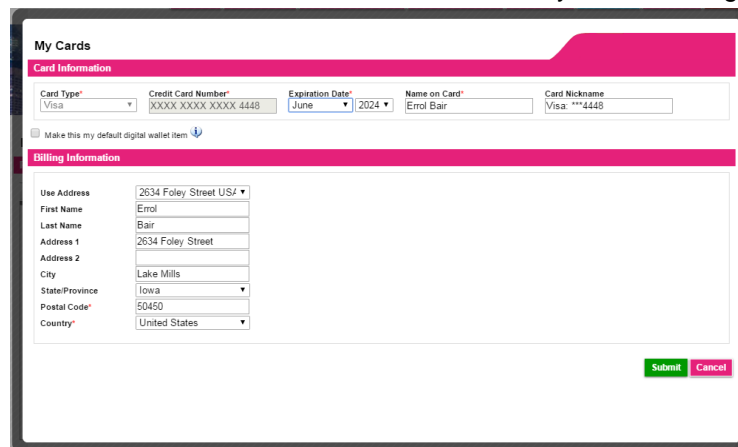 My Cards
Card Information
Card Type* Credit Card Number* Expiration Date* Name on Card* Card Nickname
Visa XXXX XXXX XXXX 4448 June 2024 Errol Bair Visa: ***4448
Make this my default digital wallet item
Billing Information
Use Address 2634 Foley Street USA
First Name Errol
Last Name Bair
Address 1 2634 Foley Street
Address 2
City Lake Mills
State/Province Iowa
Postal Code* 50450
Country* United States
Submit Cancel